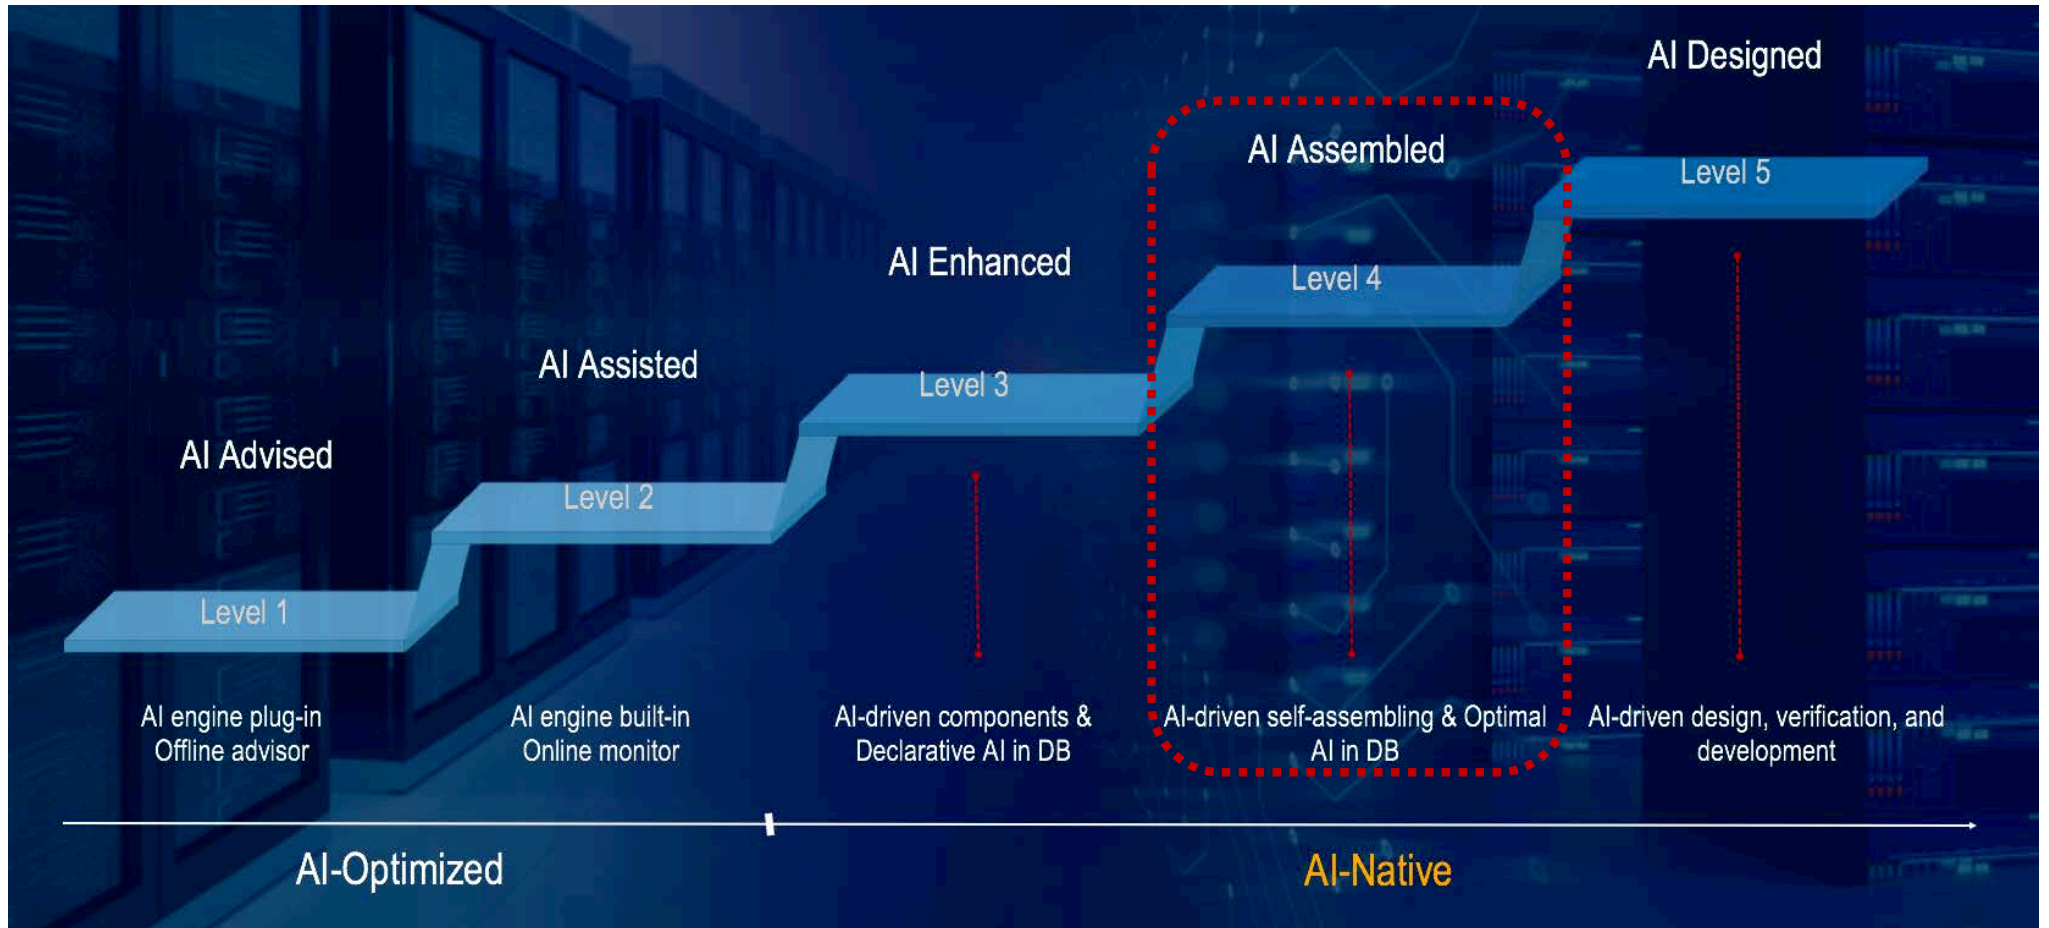 AI Designed
Level 5
AI Assembled
Level 4
AI Enhanced
Level 3
AI Assisted
Level 2
AI Advised
Level 1
AI engine plug-in
Offline advisor
AI engine built-in
Online monitor
AI-driven components &
Declarative AI in DB
AI-driven self-assembling & Optimal
AI in DB
AI-driven design, verification, and
development
AI-Optimized
AI-Native